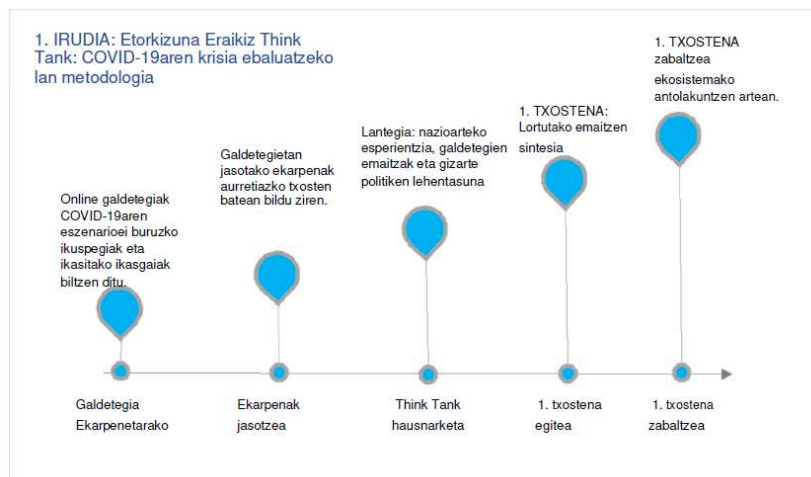 1. IRUDIA: Etorkizuna Eraikiz Think
Tank: COVID-19aren krisia ebaluatzeko
lan metodologia
Online galdetegiak
COVID-19aren
eszenarioei buruzko
ikuspegiak eta
ikasitako ikasgaiak
biltzen ditu.
Galdetegietan
jasotako ekarpenak
aurretiazko txosten
batean bildu ziren.
Lantegia: nazioarteko
esperientzia, galdetegien
emaitzak eta gizarte
politiken lehentasuna
1. TXOSTENA:
Lortutako emaitzen
sintesia
1. TXOSTENA
zabaltzea
ekosistemako
antolakuntzen artean.
Galdetegia
Ekarpenetarako
Ekarpenak
jasotzea
Think Tank
hausnarketa
1. txostena
egitea
1. txostena
zabaltzea